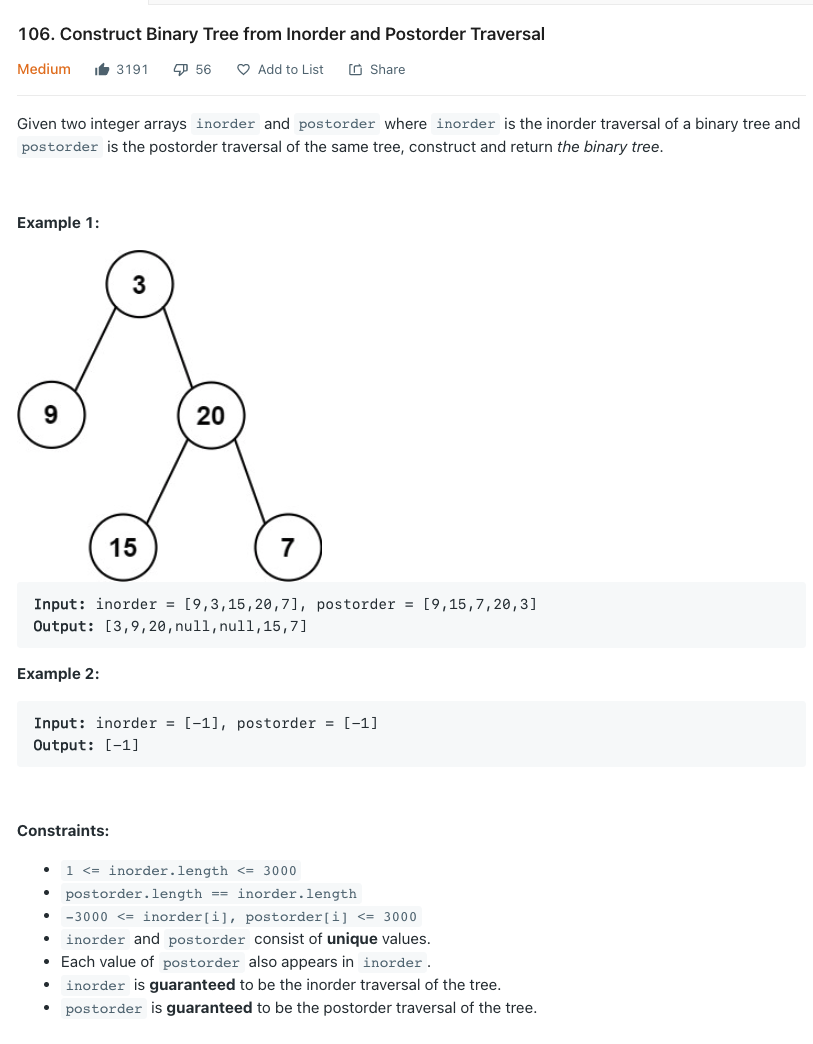 106. Construct Binary Tree from Inorder and Postorder Traversal
Medium 3191 56 Add to List Share
Given two integer arrays inorder and postorder where inorder is the inorder traversal of a binary tree and
postorder is the postorder traversal of the same tree, construct and return the binary tree.
Example 1:
3
9 20
15 7
Input: inorder = [9,3,15,20,7], postorder = [9,15,7,20,3]
Output: [3,9,20,null,null,15,7]
Example 2:
Input: inorder = [-1], postorder = [-1]
Output: [-1]
Constraints:
• 1 <= inorder.length <= 3000
• postorder.length == inorder.length
• -3000 <= inorder[i], postorder[i] <= 3000
• inorder and postorder consist of unique values.
• Each value of postorder also appears in inorder.
• inorder is guaranteed to be the inorder traversal of the tree.
• postorder is guaranteed to be the postorder traversal of the tree.